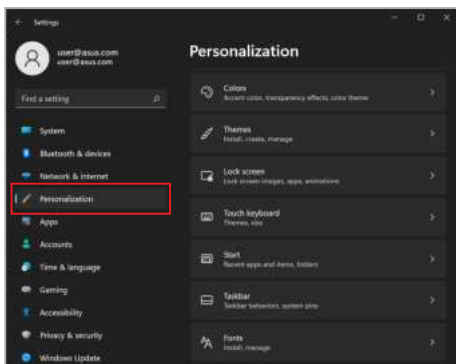 Settings
user@asus.com
user@asus.com
Find a setting
System
Bluetooth & devices
Network & internet
Personalization
Apps
Accounts
Time & language
Gaming
Accessibility
Privacy & security
Windows Update
Personalization
Colors
Accent color, transparency effects, color theme
Themes
Install, create, manage
Lock screen
Lock screen images, apps, animations
Touch keyboard
Themes, size
Start
Recent apps and items, folders
Taskbar
Taskbar behaviors, system pins
Fonts
Install, manage